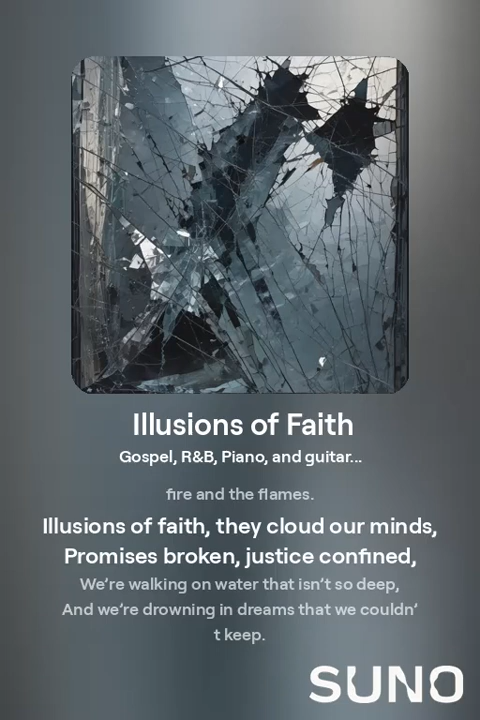 Illusions of Faith
Gospel, R&B, Piano, and guitar...
fire and the flames.
Illusions of faith, they cloud our minds,
Promises broken, justice confined,
We’re walking on water that isn’t so deep,
And we’re drowning in dreams that we couldn’
t keep.
SUNO